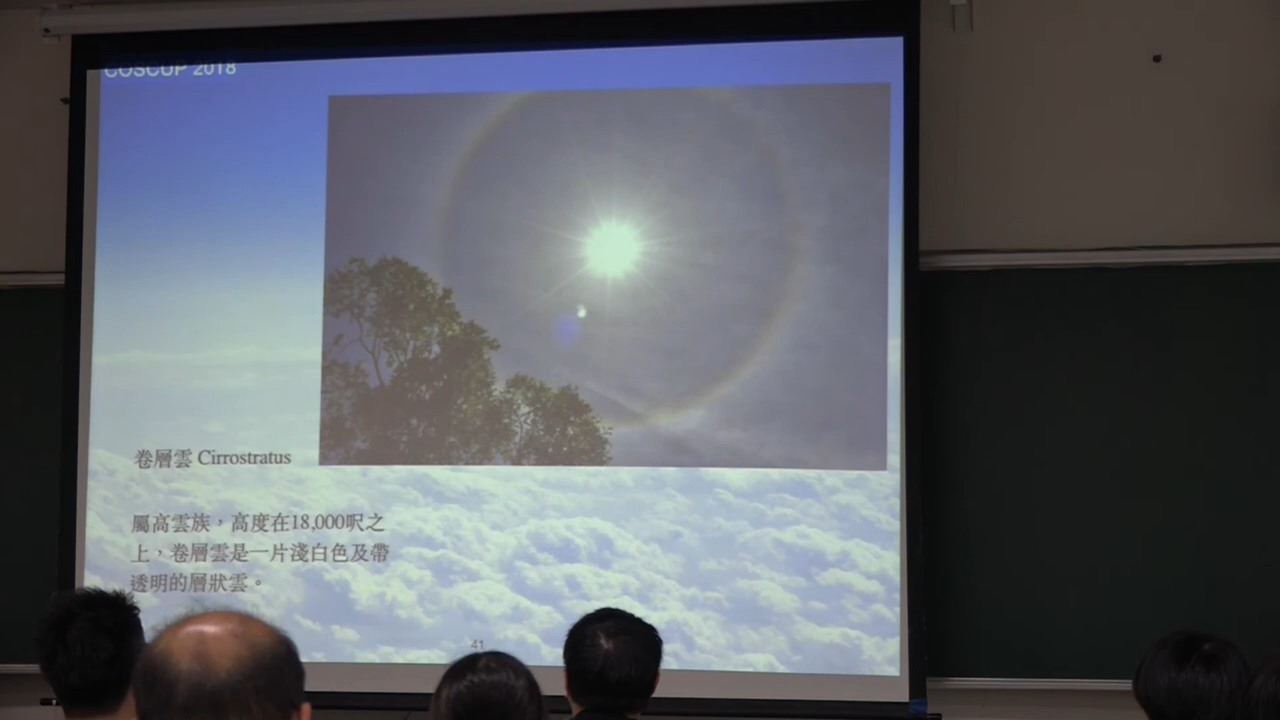 COSCUP 2018
卷層雲 Cirrostratus
屬高雲族，高度在18,000呎之
上，卷層雲是一片淺白色及帶
透明的層狀雲。
41